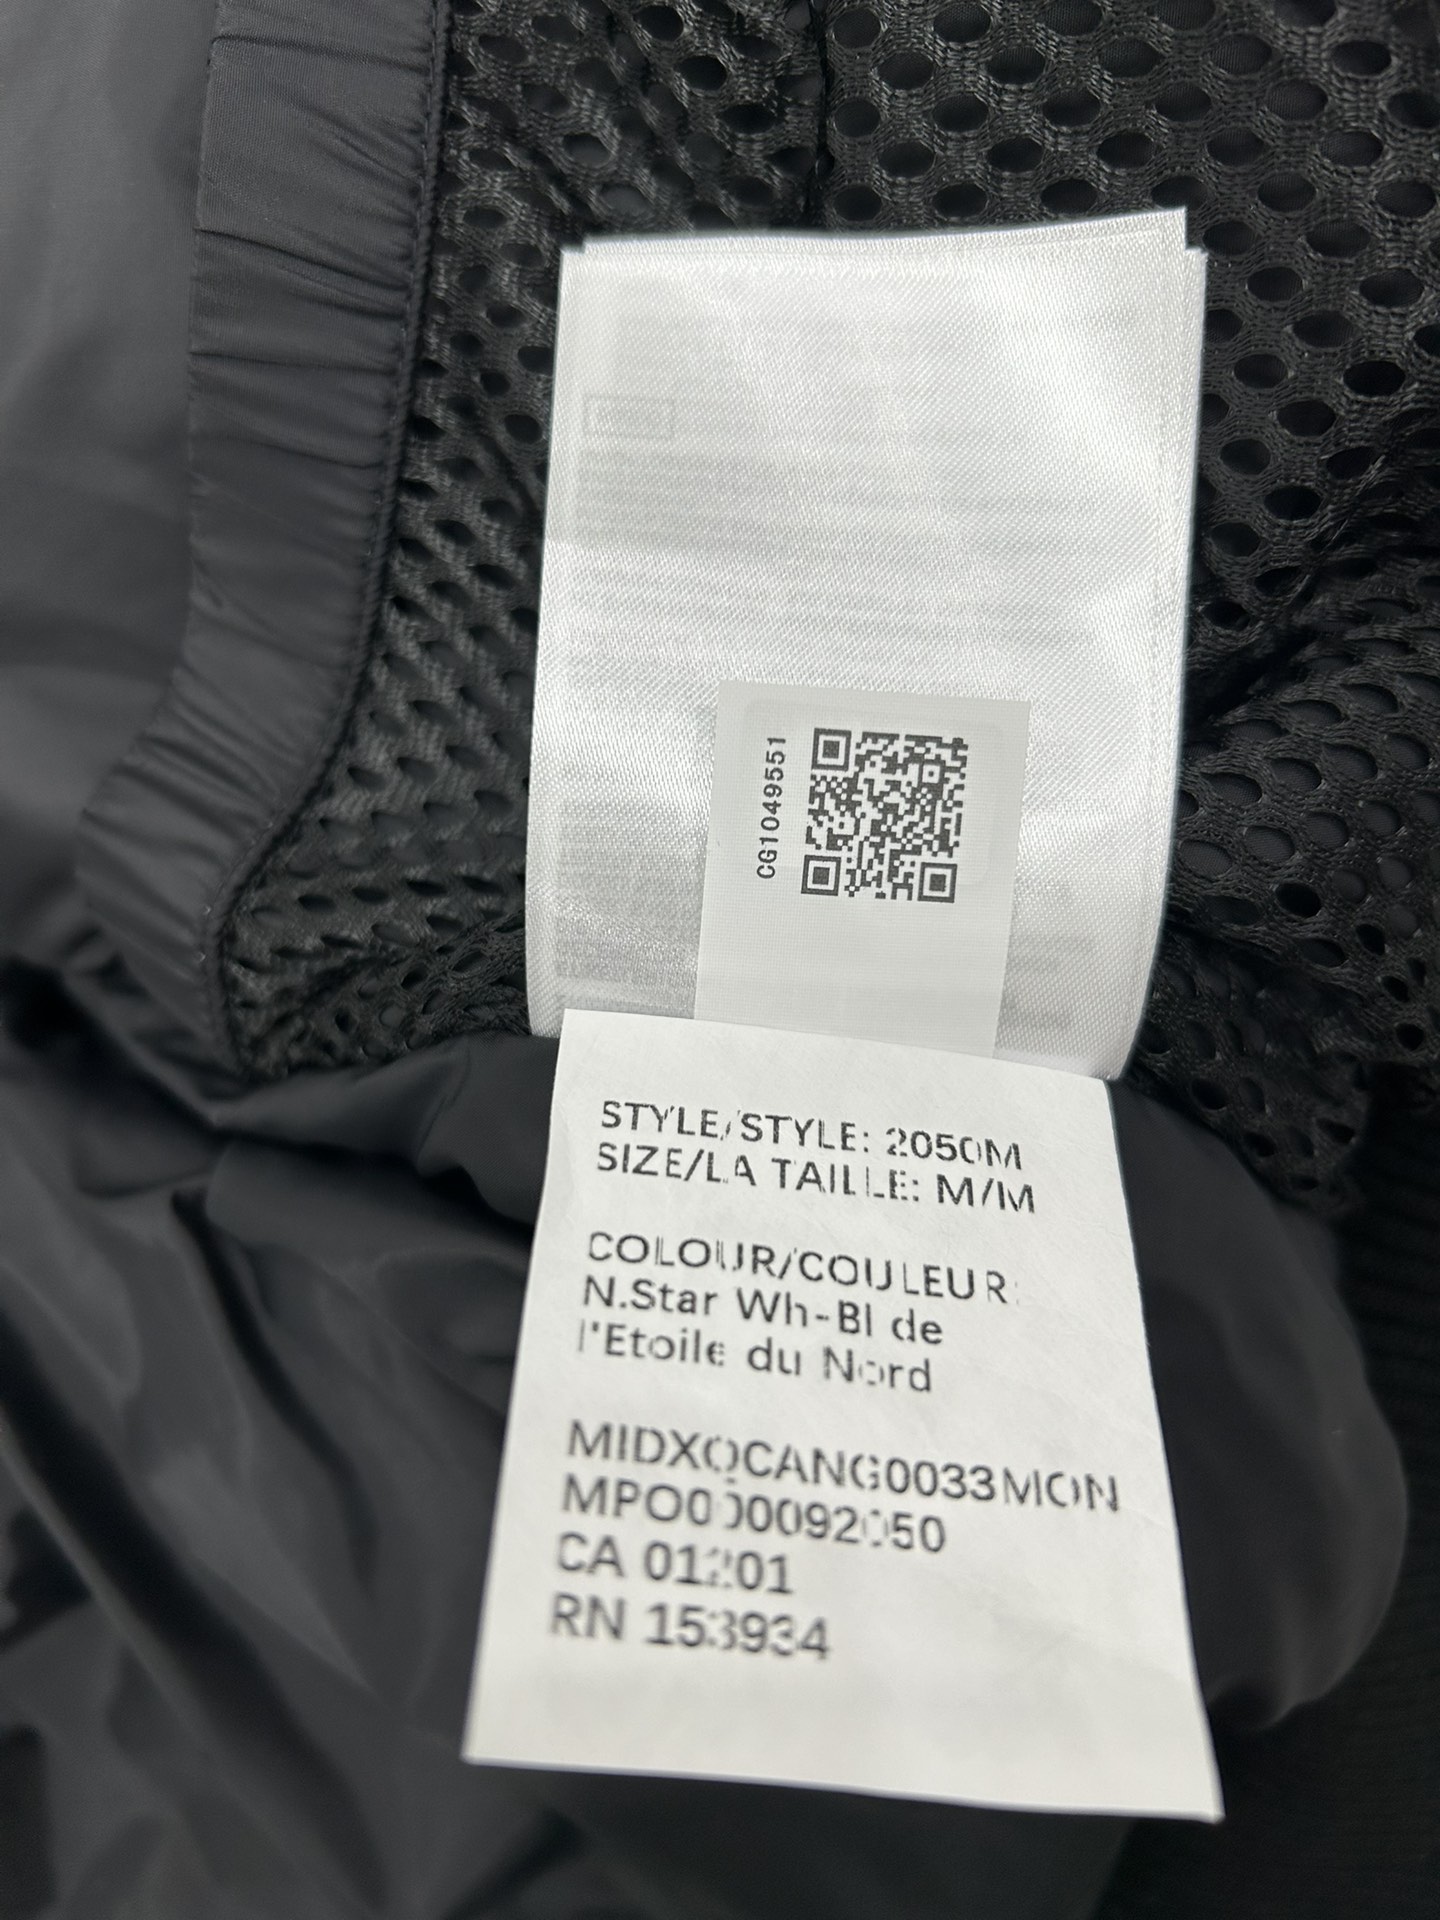 CG1049551
STYLE/STYLE: 2050M
SIZE/LA TAILLE: M/M
COLOUR/COULEUR:
N.Star Wh-Bl de
l'Etoile du Nord
MIDXQCANG0033MON
MPO0000092050
CA 01201
RN 153934